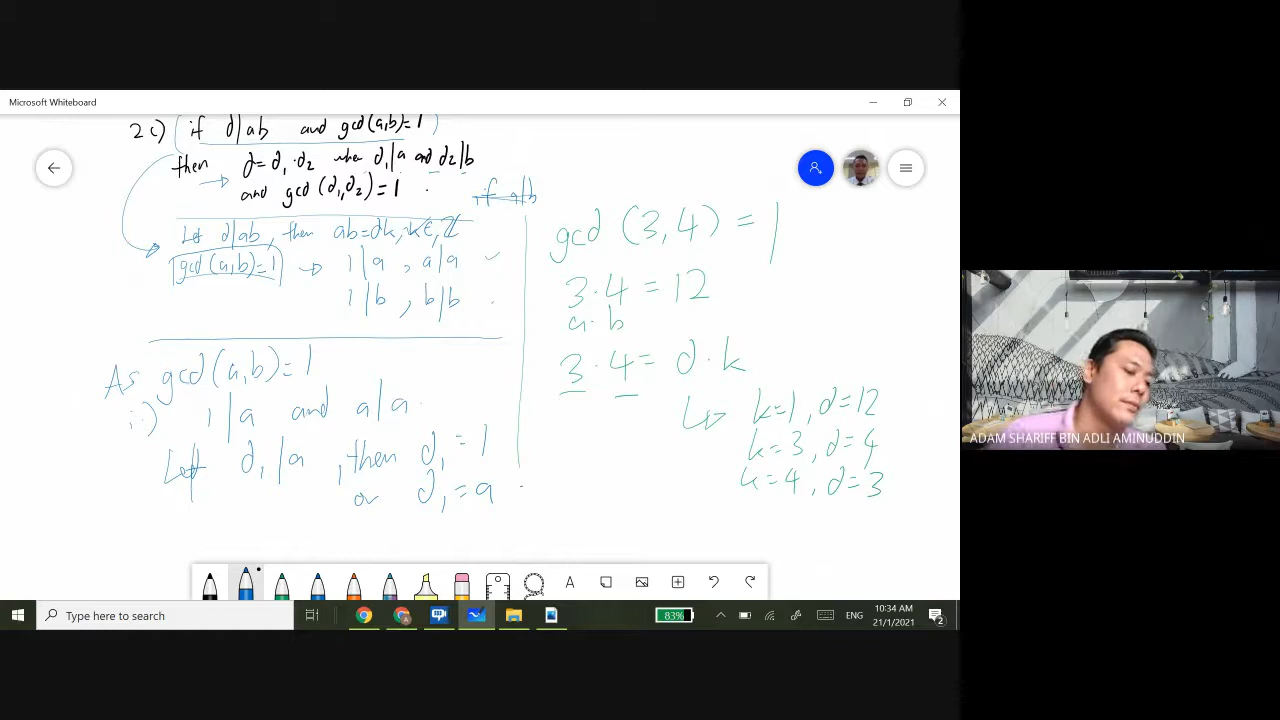 Microsoft Whiteboard
2c) if d|ab and gcd(a,b)=1
then d=d₁·d₂ when d₁|a and d₂|b
and gcd(d₁,d₂)=1.
if a|b
Let d|ab, then ab=dk, k∈ℤ
gcd(a,b)=1 → 1|a, a|a ✓
1|b, b|b.
As gcd(a,b)=1
i.) 1|a and a|a.
Let d₁|a, then d₁=1
or d₁=a.
gcd (3,4) = 1
3·4 = 12
a·b
3·4 = d·k
↳ k=1, d=12
k=3, d=4
k=4, d=3
ADAM SHARIFF BIN ADLI AMINUDDIN
A
Type here to search
83%
ENG
10:34 AM
21/1/2021
2